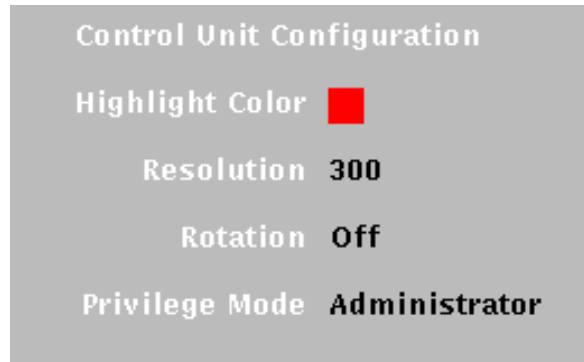 Control Unit Configuration
Highlight Color
Resolution 300
Rotation Off
Privilege Mode Administrator